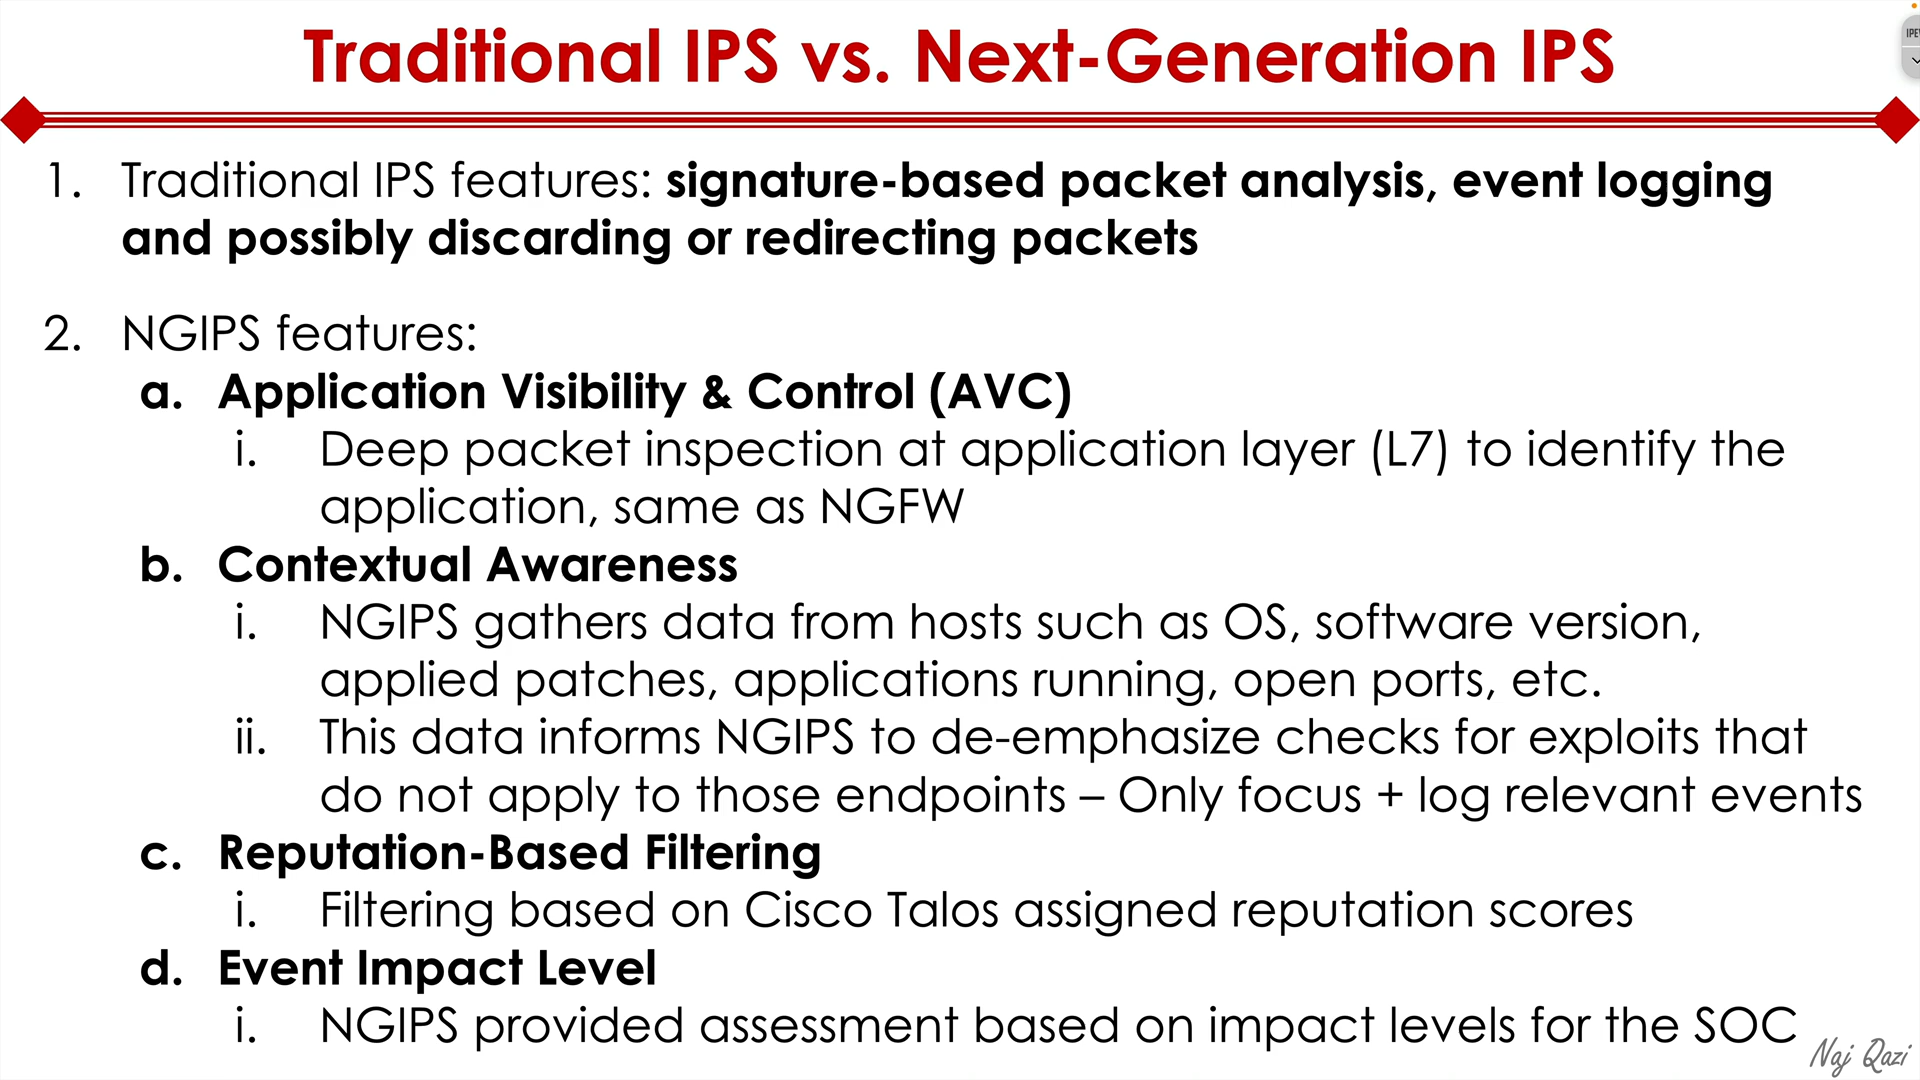 Traditional IPS vs. Next-Generation IPS
1. Traditional IPS features: signature-based packet analysis, event logging
and possibly discarding or redirecting packets
2. NGIPS features:
a. Application Visibility & Control (AVC)
i. Deep packet inspection at application layer (L7) to identify the
application, same as NGFW
b. Contextual Awareness
i. NGIPS gathers data from hosts such as OS, software version,
applied patches, applications running, open ports, etc.
ii. This data informs NGIPS to de-emphasize checks for exploits that
do not apply to those endpoints – Only focus + log relevant events
c. Reputation-Based Filtering
i. Filtering based on Cisco Talos assigned reputation scores
d. Event Impact Level
i. NGIPS provided assessment based on impact levels for the SOC
Naj Qazi